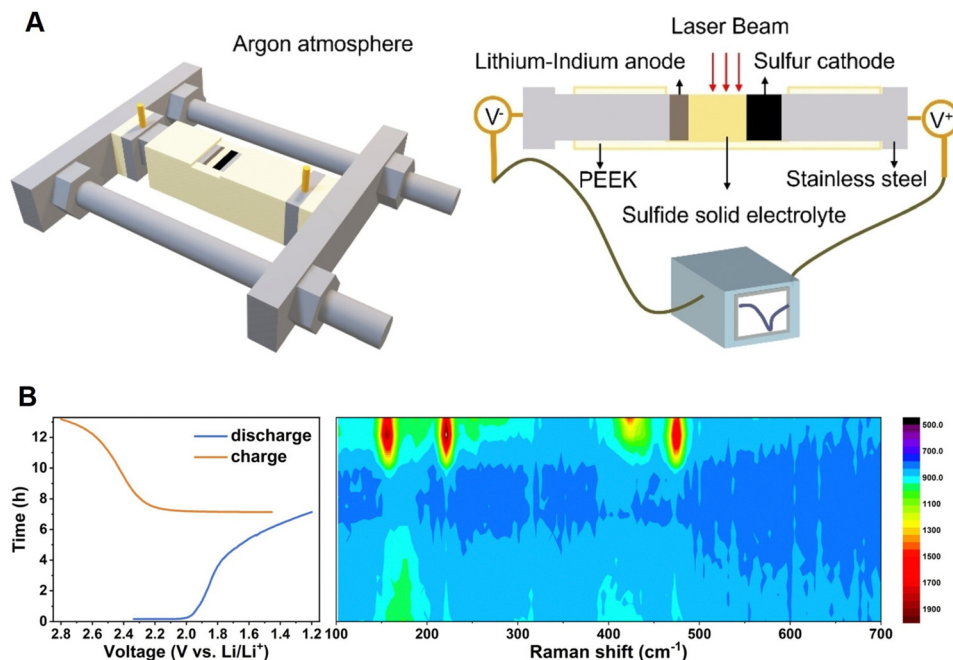 A
Argon atmosphere
Laser Beam
Lithium-Indium anode
Sulfur cathode
V⁻
V⁺
PEEK
Stainless steel
Sulfide solid electrolyte
B
discharge
charge
Time (h)
12
10
8
6
4
2
0
2.8 2.6 2.4 2.2 2.0 1.8 1.6 1.4 1.2
Voltage (V vs. Li/Li⁺)
100 200 300 400 500 600 700
Raman shift (cm⁻¹)
500.0
700.0
900.0
1100
1300
1500
1700
1900